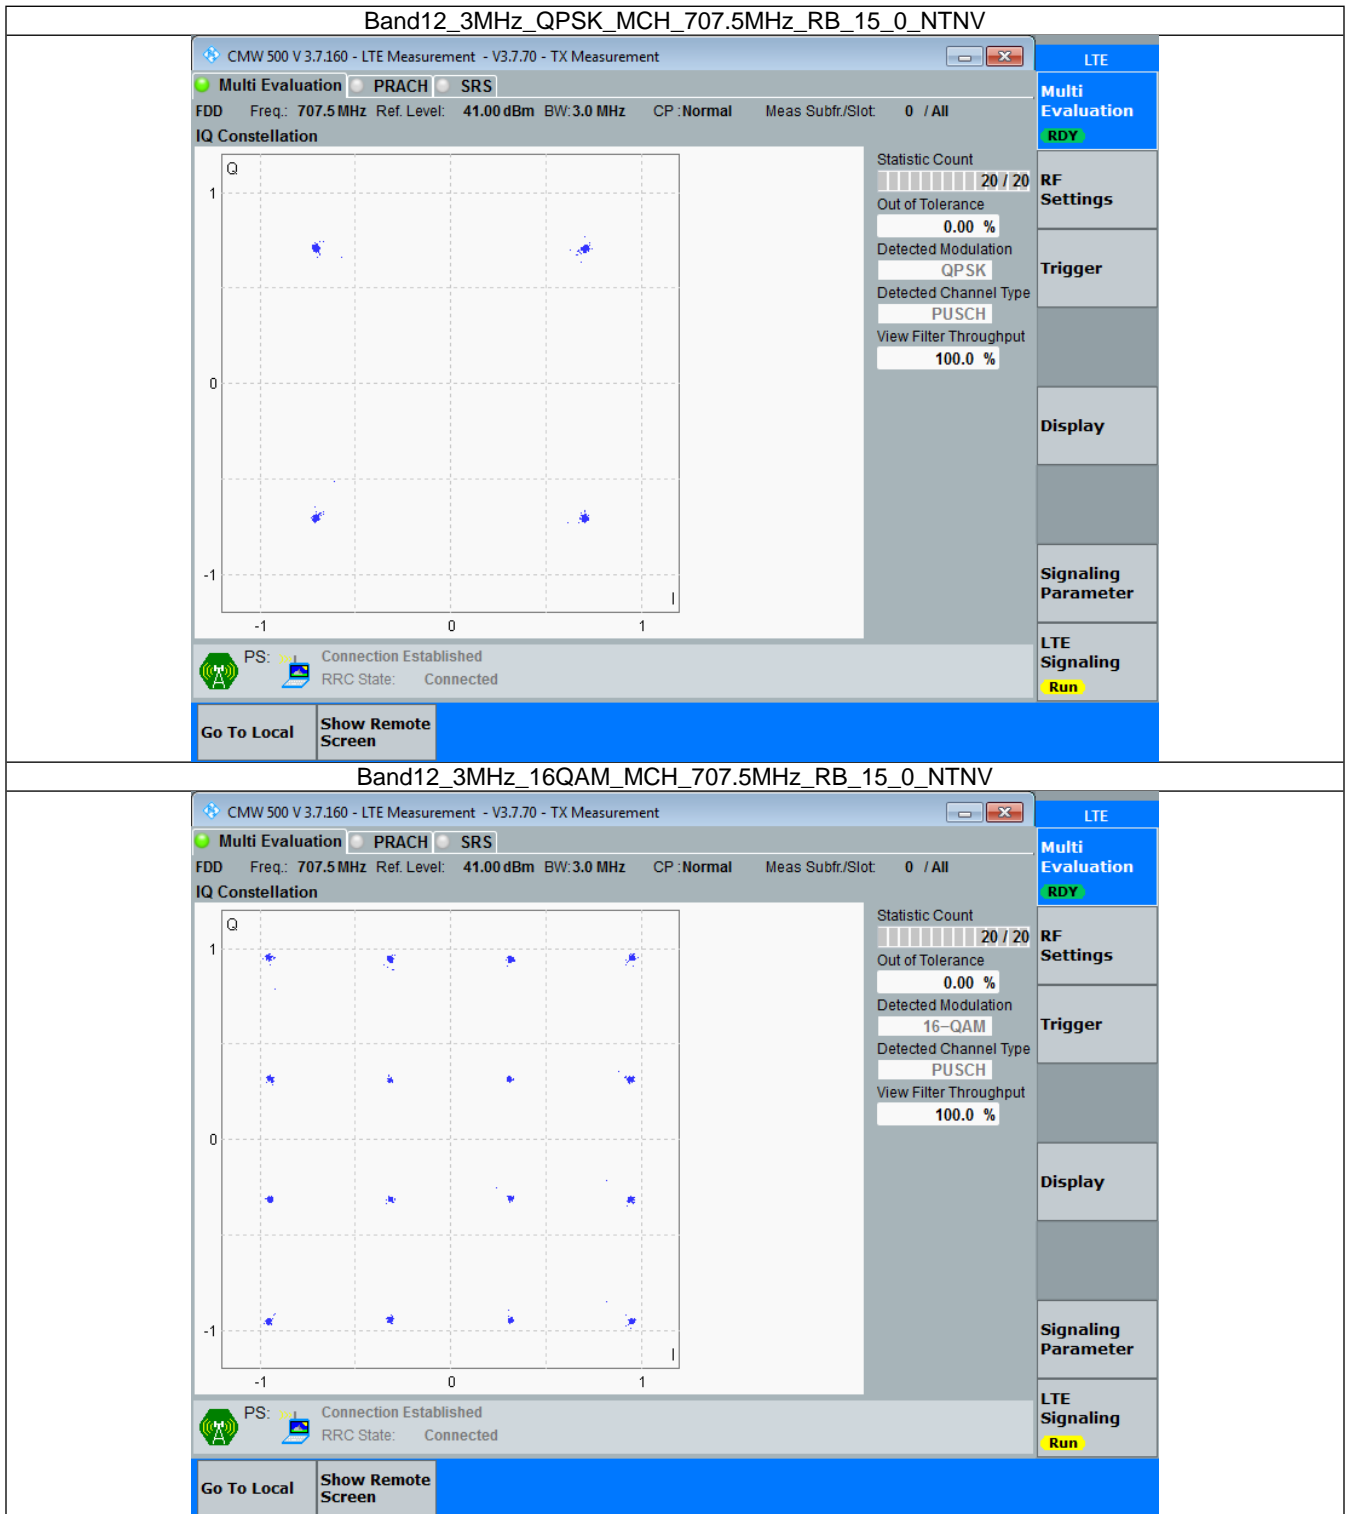 Band12_3MHz_QPSK_MCH_707.5MHz_RB_15_0_NTNV
CMW 500 V 3.7.160 - LTE Measurement - V3.7.70 - TX Measurement
LTE
Multi Evaluation PRACH SRS
Multi
Evaluation
RDY
FDD Freq.: 707.5 MHz Ref. Level: 41.00 dBm BW: 3.0 MHz CP : Normal Meas Subfr./Slot: 0 / All
IQ Constellation
Q
1
0
-1
I
-1 0 1
Statistic Count
20 / 20
Out of Tolerance
0.00 %
Detected Modulation
QPSK
Detected Channel Type
PUSCH
View Filter Throughput
100.0 %
RF
Settings
Trigger
Display
Signaling
Parameter
LTE
Signaling
Run
PS: Connection Established
RRC State: Connected
Go To Local
Show Remote
Screen
Band12_3MHz_16QAM_MCH_707.5MHz_RB_15_0_NTNV
CMW 500 V 3.7.160 - LTE Measurement - V3.7.70 - TX Measurement
LTE
Multi Evaluation PRACH SRS
Multi
Evaluation
RDY
FDD Freq.: 707.5 MHz Ref. Level: 41.00 dBm BW: 3.0 MHz CP : Normal Meas Subfr./Slot: 0 / All
IQ Constellation
Q
1
0
-1
I
-1 0 1
Statistic Count
20 / 20
Out of Tolerance
0.00 %
Detected Modulation
16-QAM
Detected Channel Type
PUSCH
View Filter Throughput
100.0 %
RF
Settings
Trigger
Display
Signaling
Parameter
LTE
Signaling
Run
PS: Connection Established
RRC State: Connected
Go To Local
Show Remote
Screen